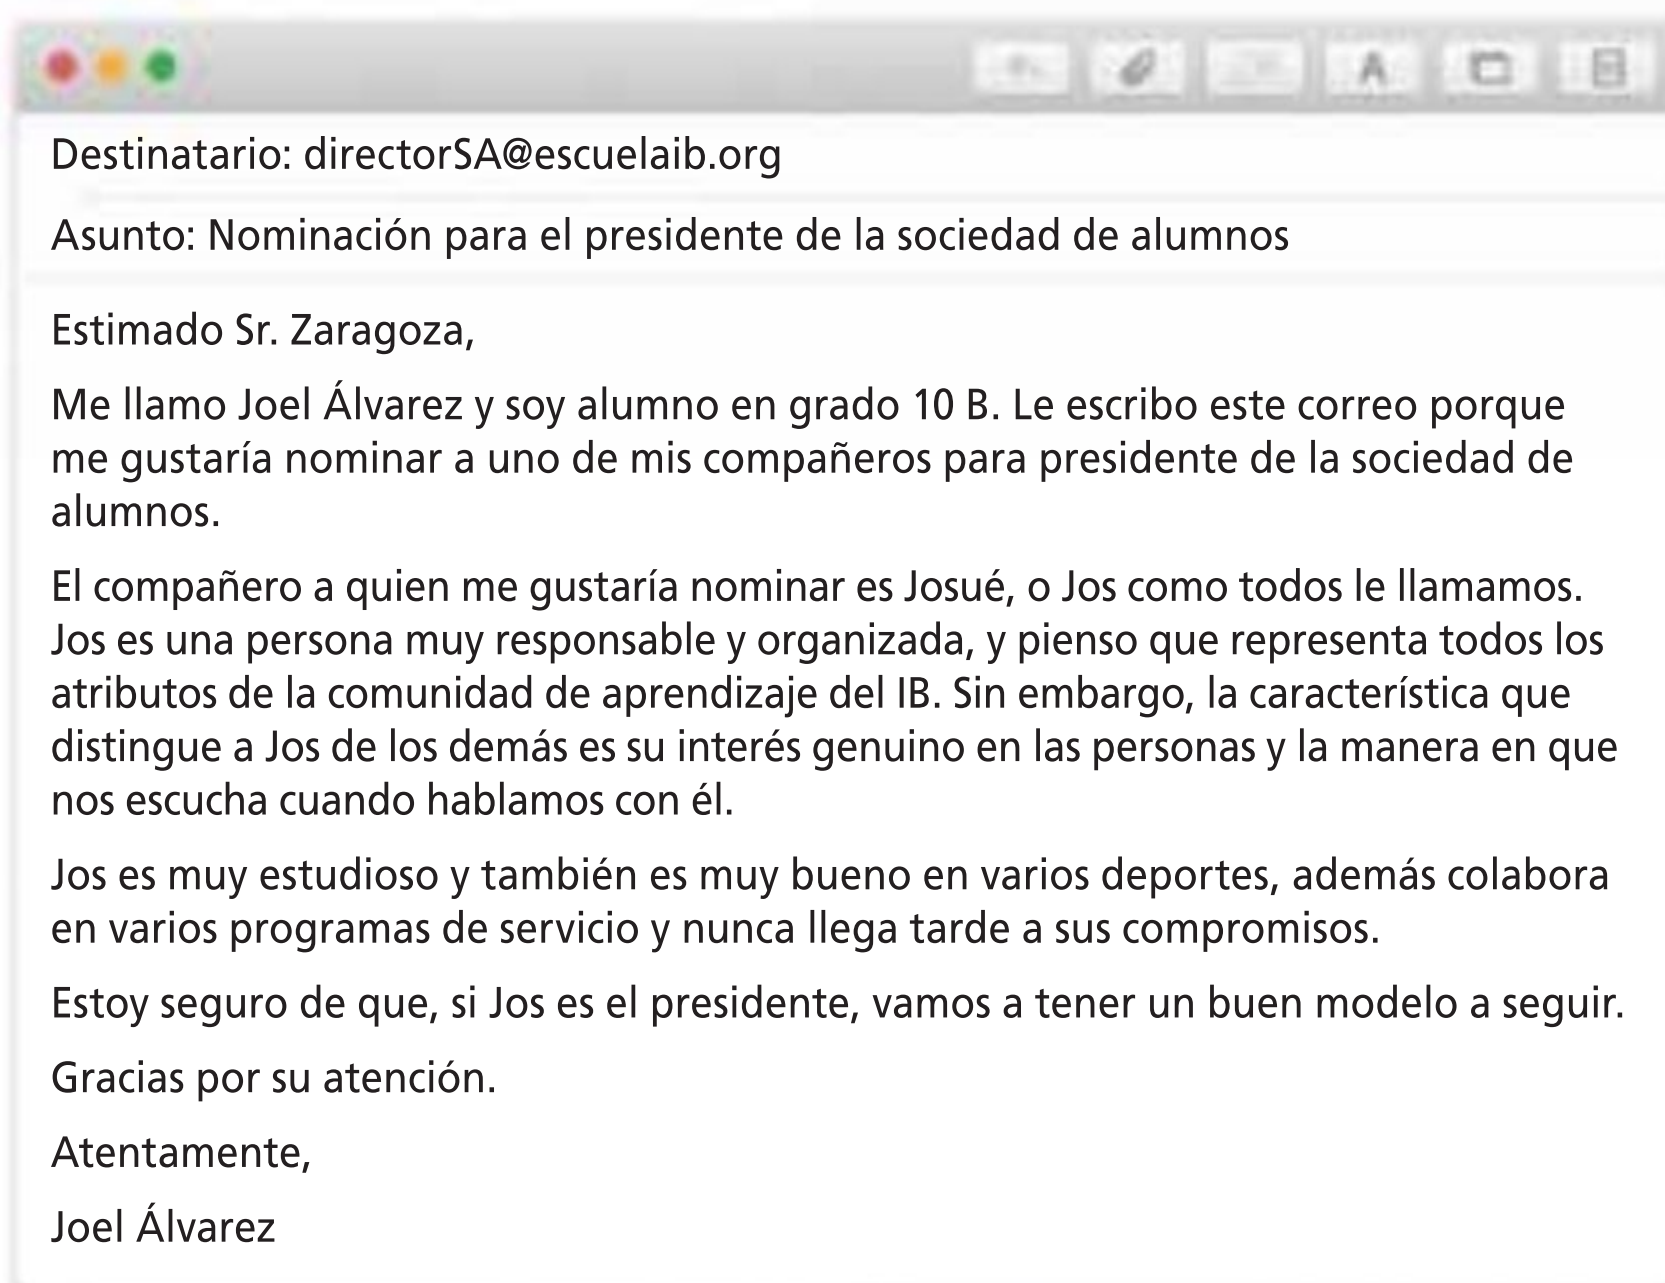 Destinatario: directorSA@escuelaib.org
Asunto: Nominación para el presidente de la sociedad de alumnos
Estimado Sr. Zaragoza,
Me llamo Joel Álvarez y soy alumno en grado 10 B. Le escribo este correo porque
me gustaría nominar a uno de mis compañeros para presidente de la sociedad de
alumnos.
El compañero a quien me gustaría nominar es Josué, o Jos como todos le llamamos.
Jos es una persona muy responsable y organizada, y pienso que representa todos los
atributos de la comunidad de aprendizaje del IB. Sin embargo, la característica que
distingue a Jos de los demás es su interés genuino en las personas y la manera en que
nos escucha cuando hablamos con él.
Jos es muy estudioso y también es muy bueno en varios deportes, además colabora
en varios programas de servicio y nunca llega tarde a sus compromisos.
Estoy seguro de que, si Jos es el presidente, vamos a tener un buen modelo a seguir.
Gracias por su atención.
Atentamente,
Joel Álvarez